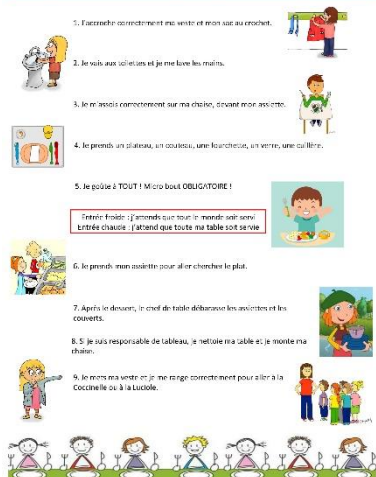 1. J'accroche correctement ma veste et mon sac au crochet.
2. Je vais aux toilettes et je me lave les mains.
3. Je m'assois correctement sur ma chaise, devant mon assiette.
4. Je prends un plateau, un couteau, une fourchette, un verre, une cuillère.
5. Je goûte à TOUT ! Micro bout OBLIGATOIRE !
Entrée froide : j'attends que tout le monde soit servi
Entrée chaude : j'attend que toute ma table soit servie
6. Je prends mon assiette pour aller chercher le plat.
7. Après le dessert, le chef de table débarasse les assiettes et les
couverts.
8. Si je suis responsable de tableau, je nettoie ma table et je monte ma
chaise.
9. Je mets ma veste et je me range correctement pour aller à la
Coccinelle ou à la Luciole.